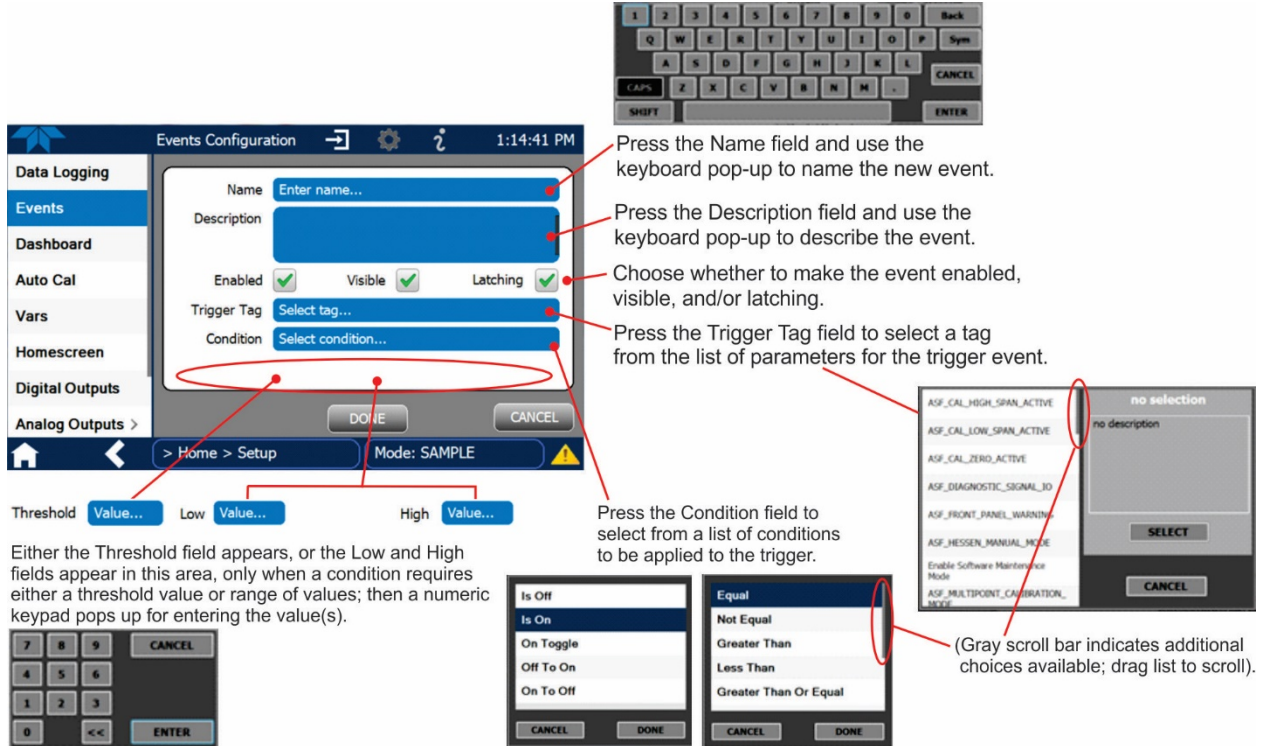 1 2 3 4 5 6 7 8 9 0 Back
Q W E R T Y U I O P Sym
A S D F G H J K L CANCEL
CAPS Z X C V B N M .
SHIFT ENTER
Events Configuration i 1:14:41 PM
Data Logging
Events
Dashboard
Auto Cal
Vars
Homescreen
Digital Outputs
Analog Outputs >
Name Enter name...
Description
Enabled Visible Latching
Trigger Tag Select tag...
Condition Select condition...
DONE CANCEL
> Home > Setup Mode: SAMPLE
Press the Name field and use the
keyboard pop-up to name the new event.
Press the Description field and use the
keyboard pop-up to describe the event.
Choose whether to make the event enabled,
visible, and/or latching.
Press the Trigger Tag field to select a tag
from the list of parameters for the trigger event.
ASF_CAL_HIGH_SPAN_ACTIVE
ASF_CAL_LOW_SPAN_ACTIVE
ASF_CAL_ZERO_ACTIVE
ASF_DIAGNOSTIC_SIGNAL_IO
ASF_FRONT_PANEL_WARNING
ASF_HESSEN_MANUAL_MODE
Enable Software Maintenance
Mode
ASF_MULTIPOINT_CALIBRATION_
MODE
no selection
no description
SELECT
CANCEL
Threshold Value... Low Value... High Value...
Either the Threshold field appears, or the Low and High
fields appear in this area, only when a condition requires
either a threshold value or range of values; then a numeric
keypad pops up for entering the value(s).
7 8 9 CANCEL
4 5 6
1 2 3
0 << ENTER
Press the Condition field to
select from a list of conditions
to be applied to the trigger.
Is Off
Is On
On Toggle
Off To On
On To Off
CANCEL DONE
Equal
Not Equal
Greater Than
Less Than
Greater Than Or Equal
CANCEL DONE
(Gray scroll bar indicates additional
choices available; drag list to scroll).